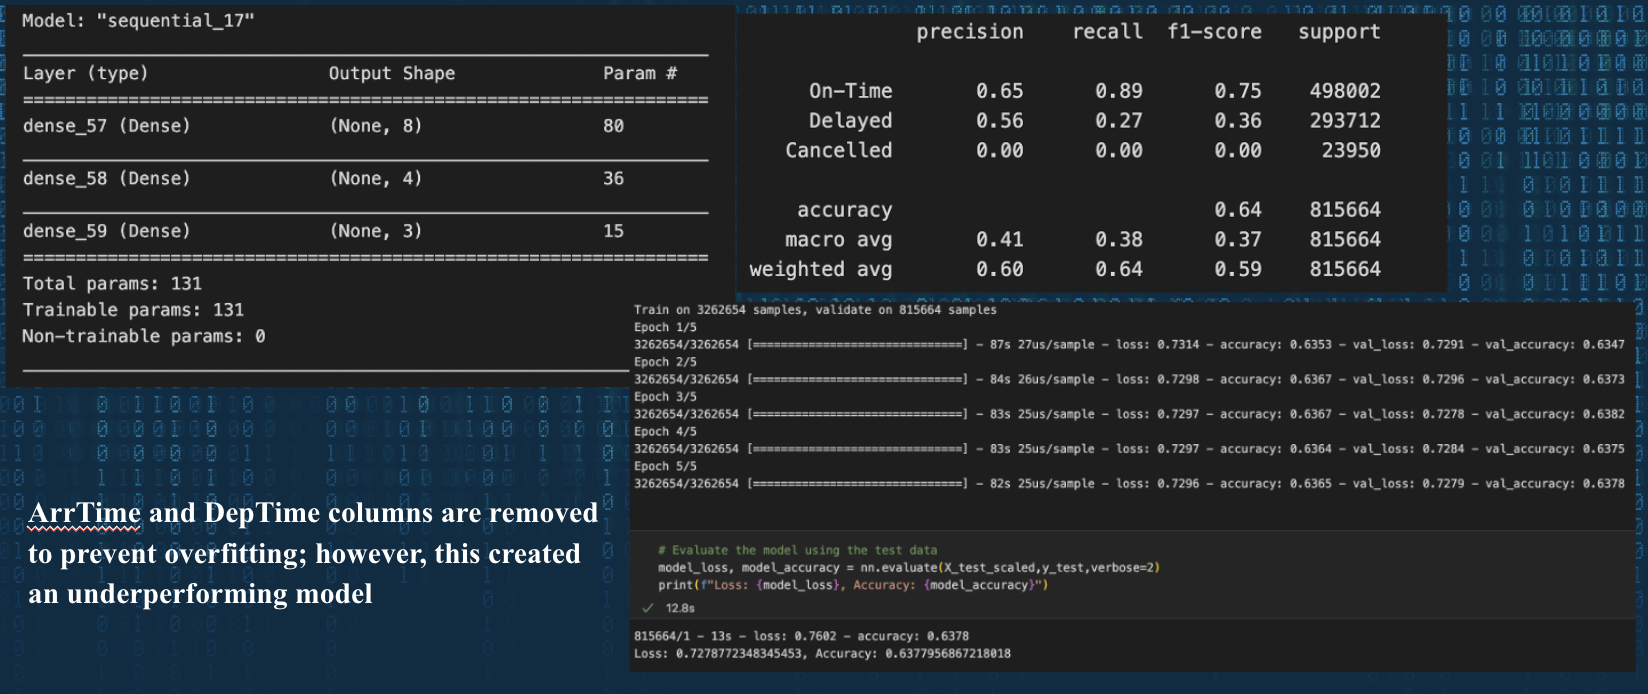 Model: "sequential_17"
Layer (type) Output Shape Param #
dense_57 (Dense) (None, 8) 80
dense_58 (Dense) (None, 4) 36
dense_59 (Dense) (None, 3) 15
Total params: 131
Trainable params: 131
Non-trainable params: 0
precision recall f1-score support
On-Time 0.65 0.89 0.75 498002
Delayed 0.56 0.27 0.36 293712
Cancelled 0.00 0.00 0.00 23950
accuracy 0.64 815664
macro avg 0.41 0.38 0.37 815664
weighted avg 0.60 0.64 0.59 815664
Train on 3262654 samples, validate on 815664 samples
Epoch 1/5
3262654/3262654 [==============================] - 87s 27us/sample - loss: 0.7314 - accuracy: 0.6353 - val_loss: 0.7291 - val_accuracy: 0.6347
Epoch 2/5
3262654/3262654 [==============================] - 84s 26us/sample - loss: 0.7298 - accuracy: 0.6367 - val_loss: 0.7296 - val_accuracy: 0.6373
Epoch 3/5
3262654/3262654 [==============================] - 83s 25us/sample - loss: 0.7297 - accuracy: 0.6367 - val_loss: 0.7278 - val_accuracy: 0.6382
Epoch 4/5
3262654/3262654 [==============================] - 83s 25us/sample - loss: 0.7297 - accuracy: 0.6364 - val_loss: 0.7284 - val_accuracy: 0.6375
Epoch 5/5
3262654/3262654 [==============================] - 82s 25us/sample - loss: 0.7296 - accuracy: 0.6365 - val_loss: 0.7279 - val_accuracy: 0.6378
# Evaluate the model using the test data
model_loss, model_accuracy = nn.evaluate(X_test_scaled,y_test,verbose=2)
print(f"Loss: {model_loss}, Accuracy: {model_accuracy}")
12.8s
815664/1 - 13s - loss: 0.7602 - accuracy: 0.6378
Loss: 0.7278772348345453, Accuracy: 0.6377956867218018
ArrTime and DepTime columns are removed
to prevent overfitting; however, this created
an underperforming model